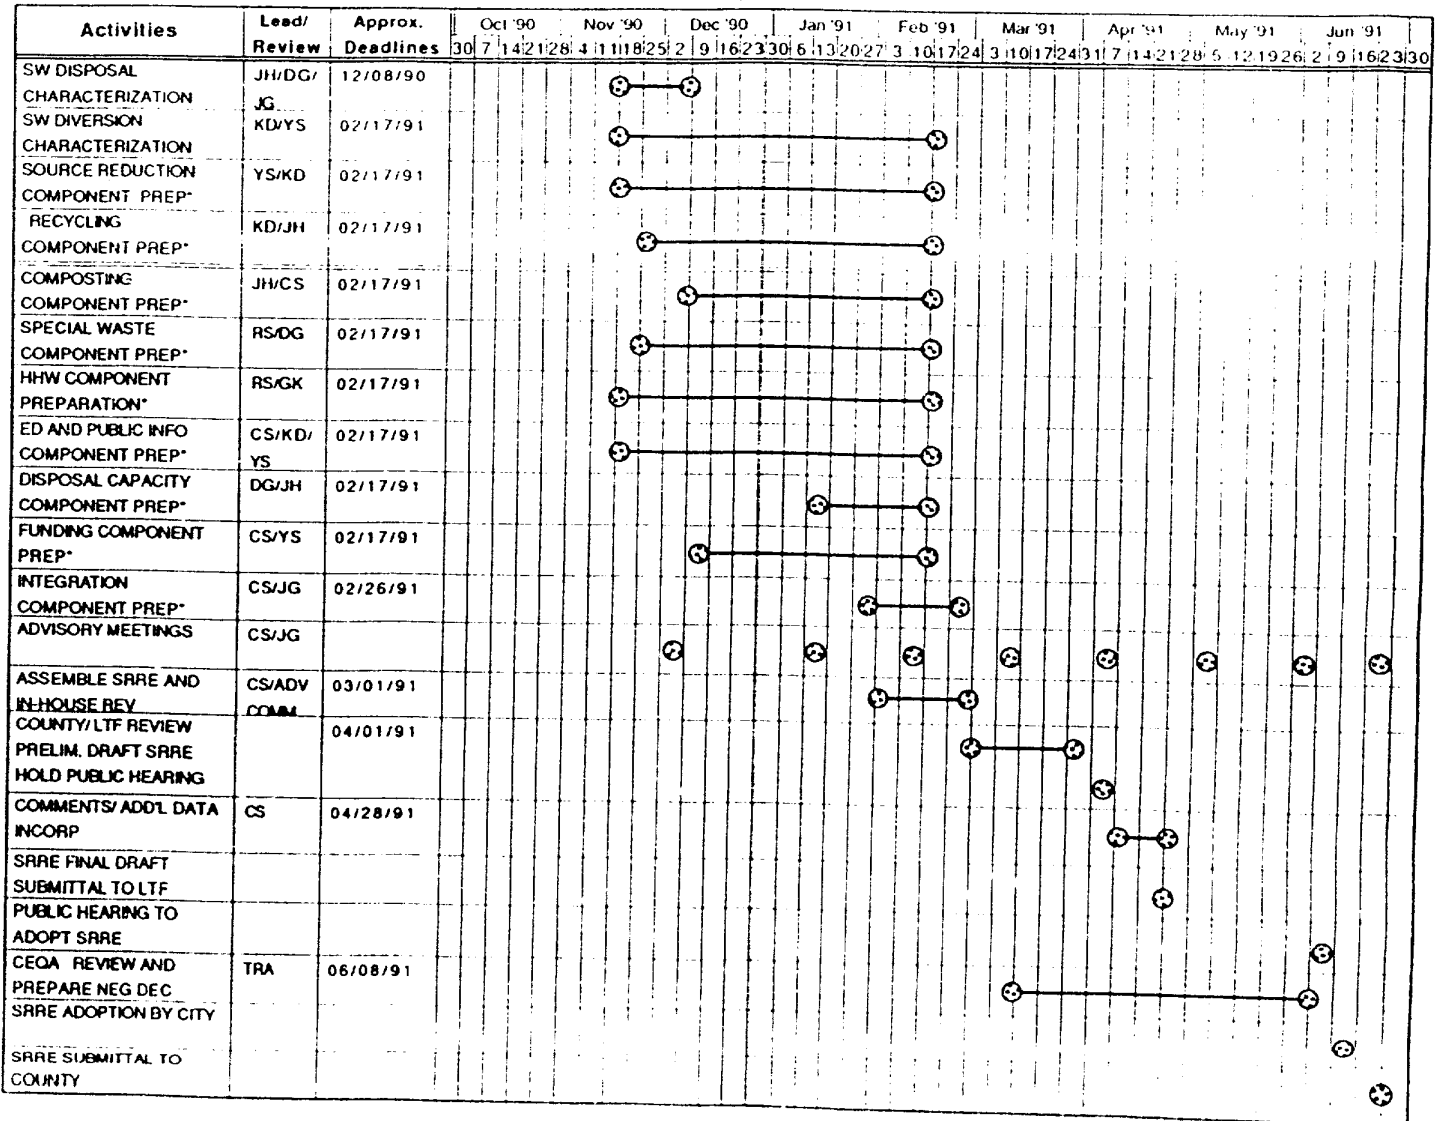 Activities Lead/ Review Approx. Deadlines Oct '90 Nov '90 Dec '90 Jan '91 Feb '91 Mar '91 Apr '91 May '91 Jun '91
30 7 14 21 28 4 11 18 25 2 9 16 23 30 6 13 20 27 3 10 17 24 3 10 17 24 31 7 14 21 28 5 12 19 26 2 9 16 23 30
SW DISPOSAL JH/DG/ 12/08/90
CHARACTERIZATION JG
SW DIVERSION KD/YS 02/17/91
CHARACTERIZATION
SOURCE REDUCTION YS/KD 02/17/91
COMPONENT PREP*
RECYCLING KD/JH 02/17/91
COMPONENT PREP*
COMPOSTING JH/CS 02/17/91
COMPONENT PREP*
SPECIAL WASTE RS/DG 02/17/91
COMPONENT PREP*
HHW COMPONENT RS/GK 02/17/91
PREPARATION*
ED AND PUBLIC INFO CS/KD/ 02/17/91
COMPONENT PREP* YS
DISPOSAL CAPACITY DG/JH 02/17/91
COMPONENT PREP*
FUNDING COMPONENT CS/YS 02/17/91
PREP*
INTEGRATION CS/JG 02/26/91
COMPONENT PREP*
ADVISORY MEETINGS CS/JG
ASSEMBLE SRRE AND CS/ADV 03/01/91
IN-HOUSE REV COMM
COUNTY/LTF REVIEW 04/01/91
PRELIM. DRAFT SRRE
HOLD PUBLIC HEARING
COMMENTS/ ADD'L DATA CS 04/28/91
INCORP
SRRE FINAL DRAFT
SUBMITTAL TO LTF
PUBLIC HEARING TO
ADOPT SRRE
CEQA REVIEW AND TRA 06/08/91
PREPARE NEG DEC
SRRE ADOPTION BY CITY
SRRE SUBMITTAL TO
COUNTY